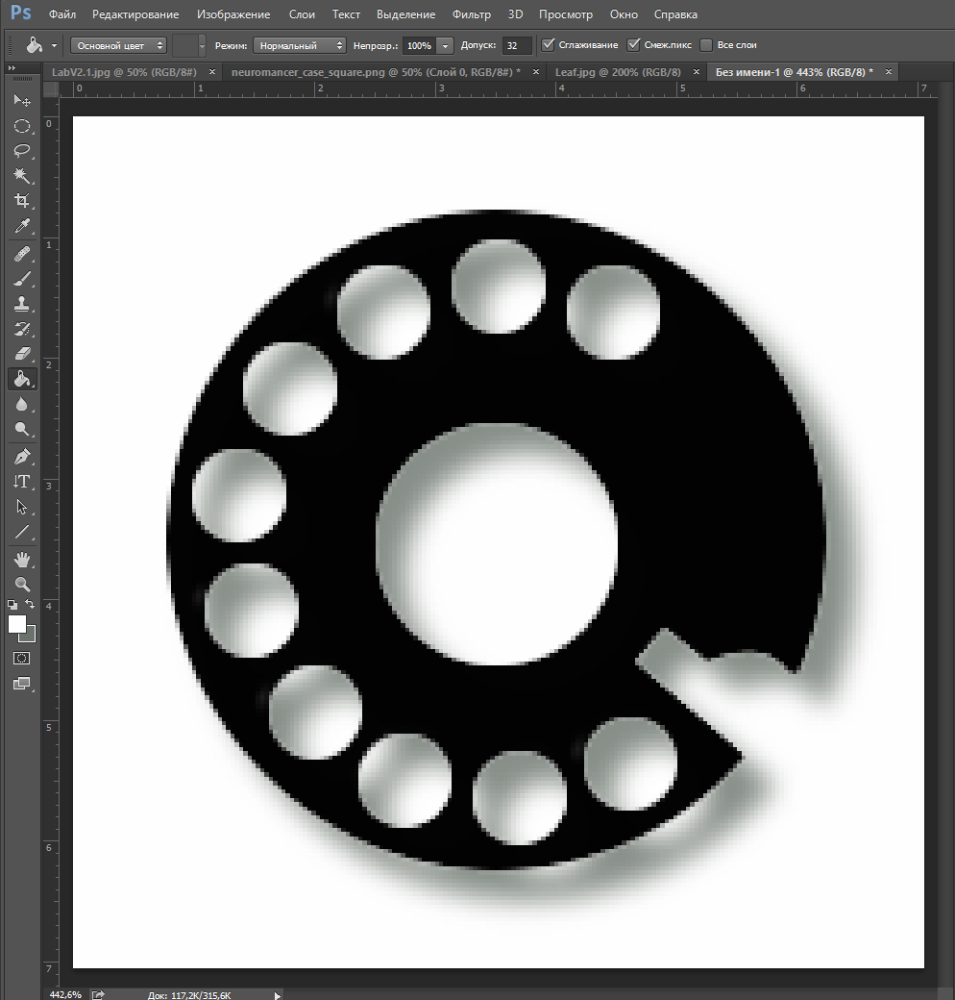 Ps Файл Редактирование Изображение Слои Текст Выделение Фильтр 3D Просмотр Окно Справка
Основной цвет Режим: Нормальный Непрозр.: 100% Допуск: 32 Сглаживание Смеж.пикс Все слои
LabV2.1.jpg @ 50% (RGB/8#) × neuromancer_case_square.png @ 50% (Слой 0, RGB/8#) * × Leaf.jpg @ 200% (RGB/8) × Без имени-1 @ 443% (RGB/8) * ×
0 1 2 3 4 5 6 7
0
1
2
3
4
5
6
7
442,6% Док: 117,2K/315,6K